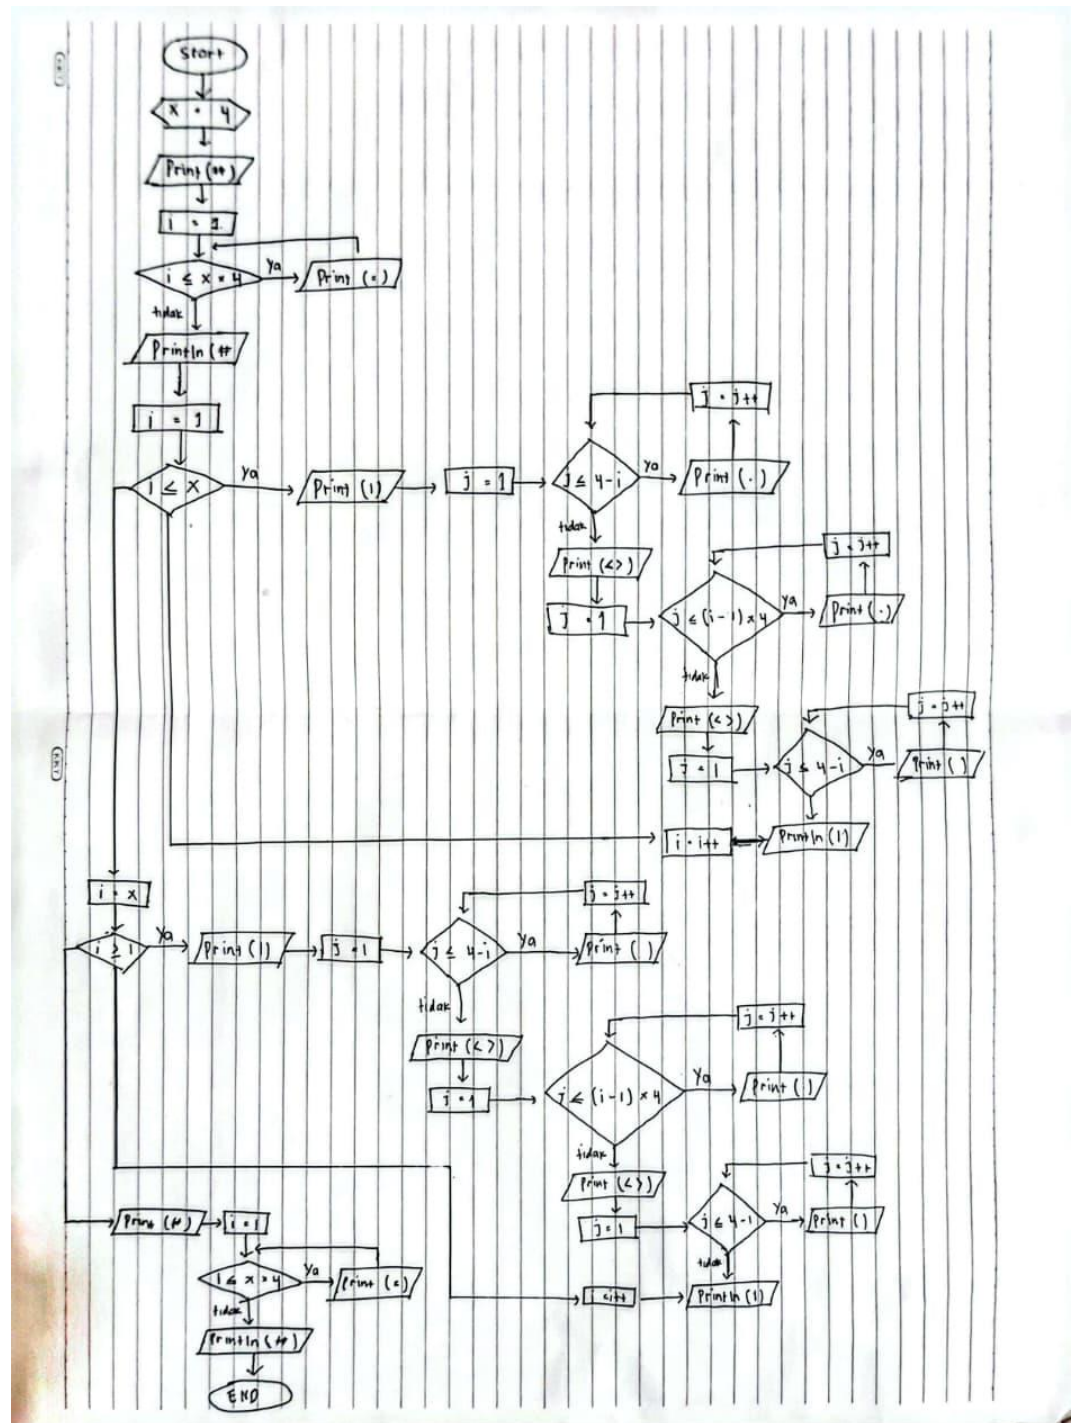 Start
x = 4
Print (#)
i = 1
i ≤ x * 4
Ya
Print (=)
tidak
Println (#
i = 1
j = j++
i ≤ x
Ya
Print (|)
j = 1
j ≤ 4-i
Ya
Print (.)
tidak
Print (<>)
j = j++
j = 1
j ≤ (i-1) * 4
Ya
Print (.)
tidak
Print (<>)
j = j++
j = 1
j ≤ 4-i
Ya
Print ( )
i = i++
Println (|)
i = x
j = j++
i ≥ 1
Ya
Print (|)
j = 1
j ≤ 4-i
Ya
Print ( )
tidak
Print (<>)
j = j++
j = 1
j ≤ (i-1) * 4
Ya
Print (.)
tidak
Print (<>)
j = j++
Print (#)
i = 1
j = 1
j ≤ 4-i
Ya
Print ( )
i ≤ x * 4
Ya
Print (=)
tidak
i = i++
Println (|)
tidak
Println (#)
END